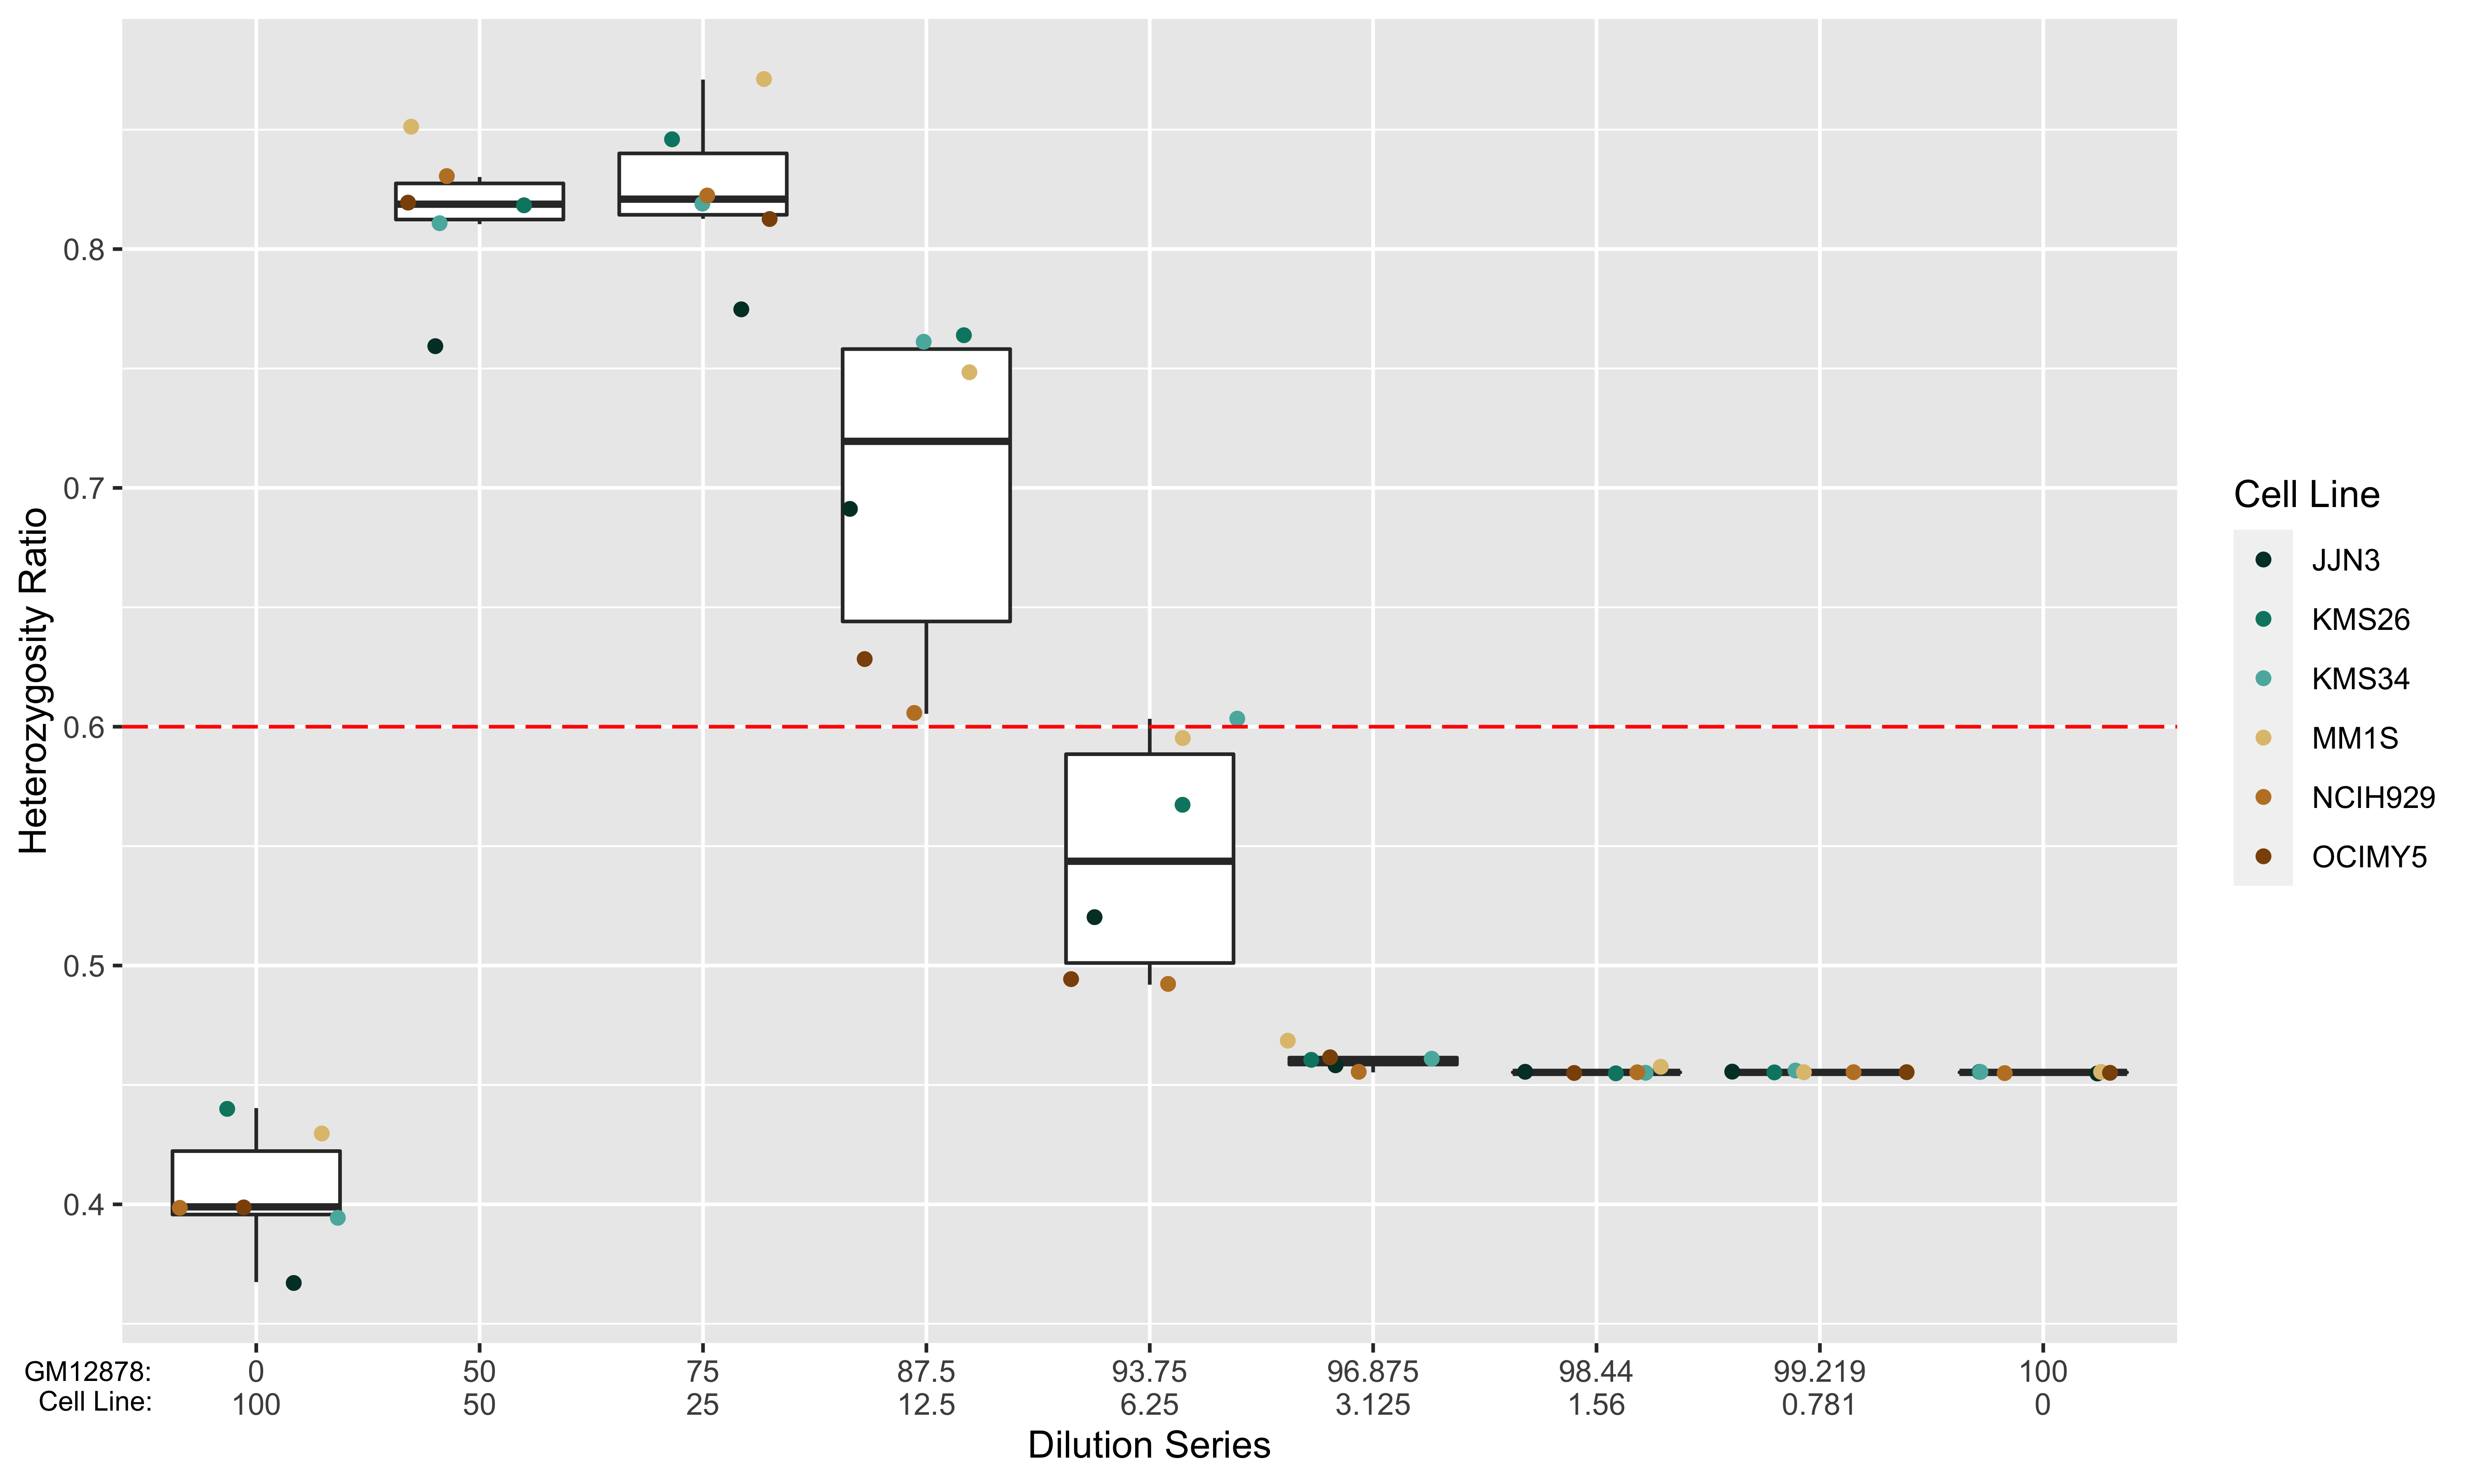 Heterozygosity Ratio
0.8
0.7
0.6
0.5
0.4
GM12878: 0 50 75 87.5 93.75 96.875 98.44 99.219 100
Cell Line: 100 50 25 12.5 6.25 3.125 1.56 0.781 0
Dilution Series
Cell Line
JJN3
KMS26
KMS34
MM1S
NCIH929
OCIMY5